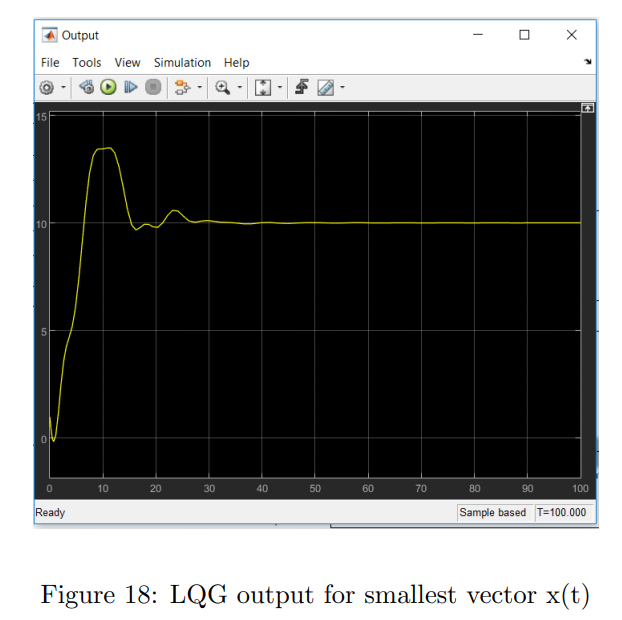 Output
File Tools View Simulation Help
15
10
5
0
0 10 20 30 40 50 60 70 80 90 100
Ready Sample based T=100.000
Figure 18: LQG output for smallest vector x(t)